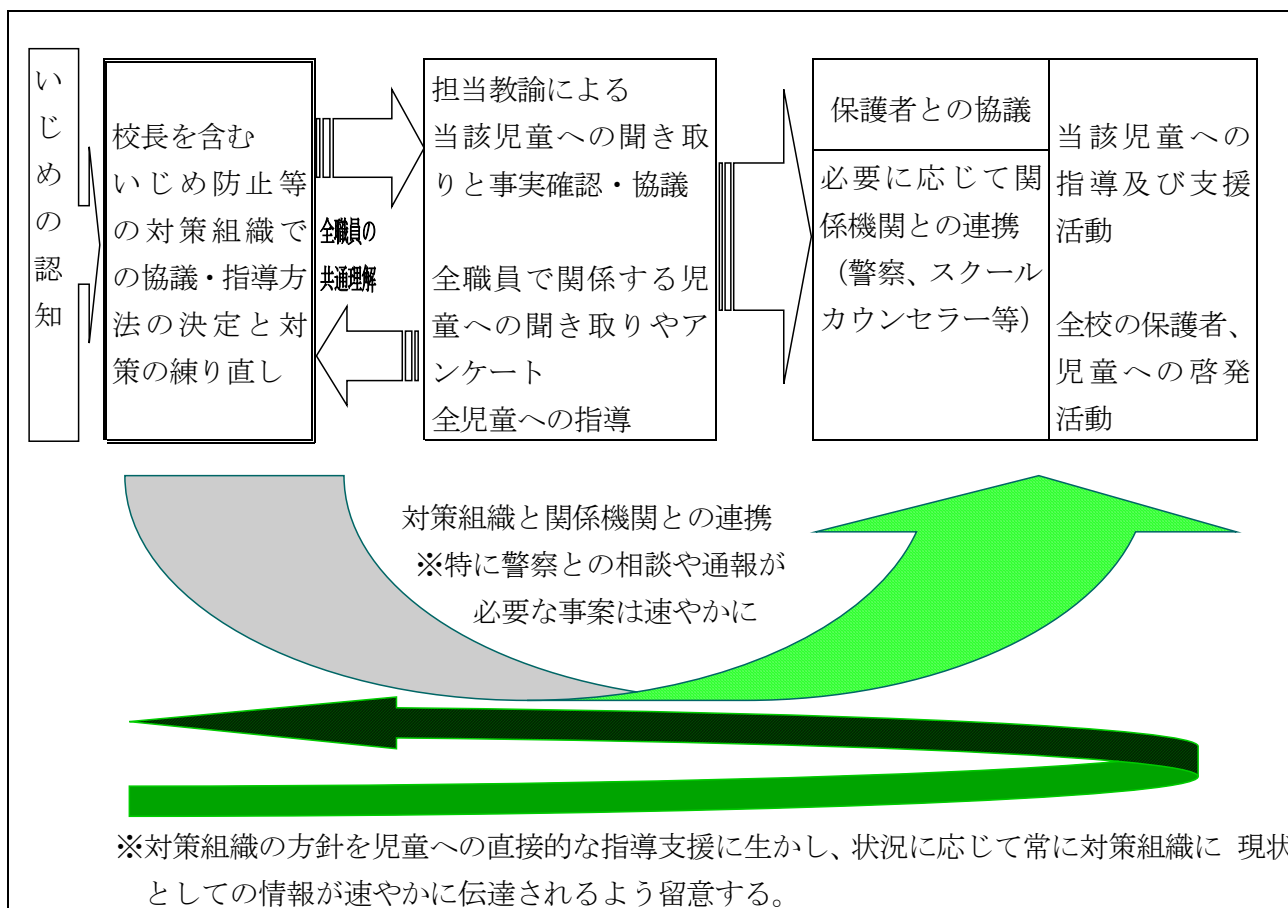 いじめの認知
校長を含む
いじめ防止等
の対策組織で
の協議・指導方
法の決定と対
策の練り直し
全職員の
共通理解
担当教諭による
当該児童への聞き取
りと事実確認・協議
全職員で関係する児
童への聞き取りやア
ンケート
全児童への指導
保護者との協議
必要に応じて関
係機関との連携
（警察、スクール
カウンセラー等）
当該児童への
指導及び支援
活動
全校の保護者、
児童への啓発
活動
対策組織と関係機関との連携
※特に警察との相談や通報が
必要な事案は速やかに
※対策組織の方針を児童への直接的な指導支援に生かし、状況に応じて常に対策組織に 現状
としての情報が速やかに伝達されるよう留意する。